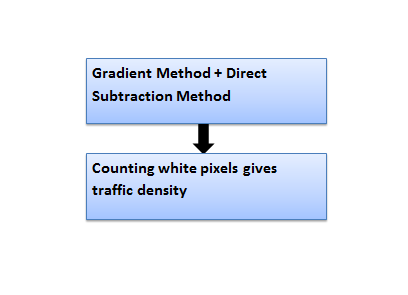 Gradient Method + Direct
Subtraction Method
Counting white pixels gives
traffic density